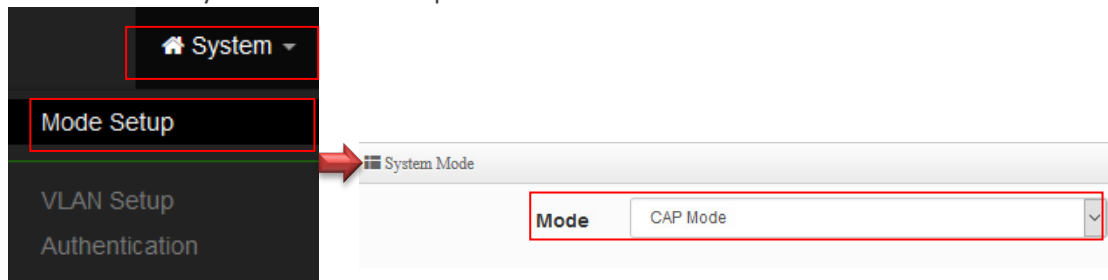 System
Mode Setup
System Mode
VLAN Setup
Mode CAP Mode
Authentication